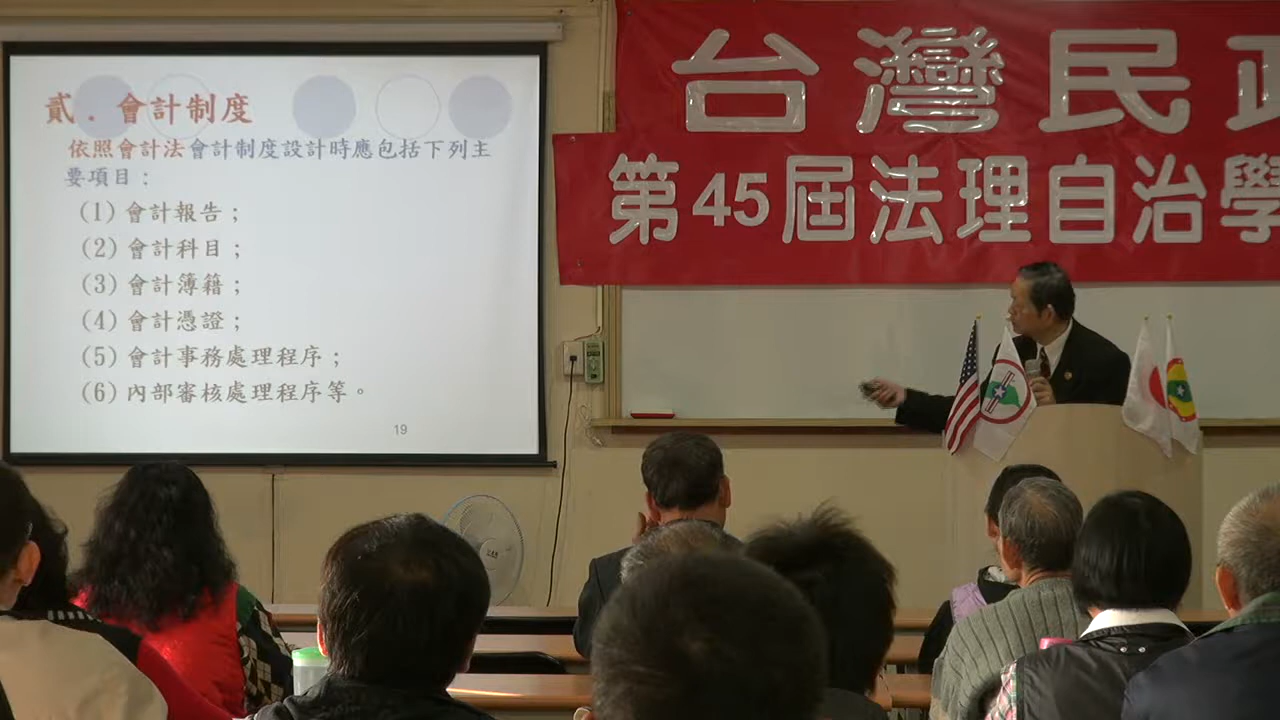 貳．會計制度
依照會計法會計制度設計時應包括下列主
要項目：
(1) 會計報告；
(2) 會計科目；
(3) 會計簿籍；
(4) 會計憑證；
(5) 會計事務處理程序；
(6) 內部審核處理程序等。
19
台灣民
第45屆法理自治學